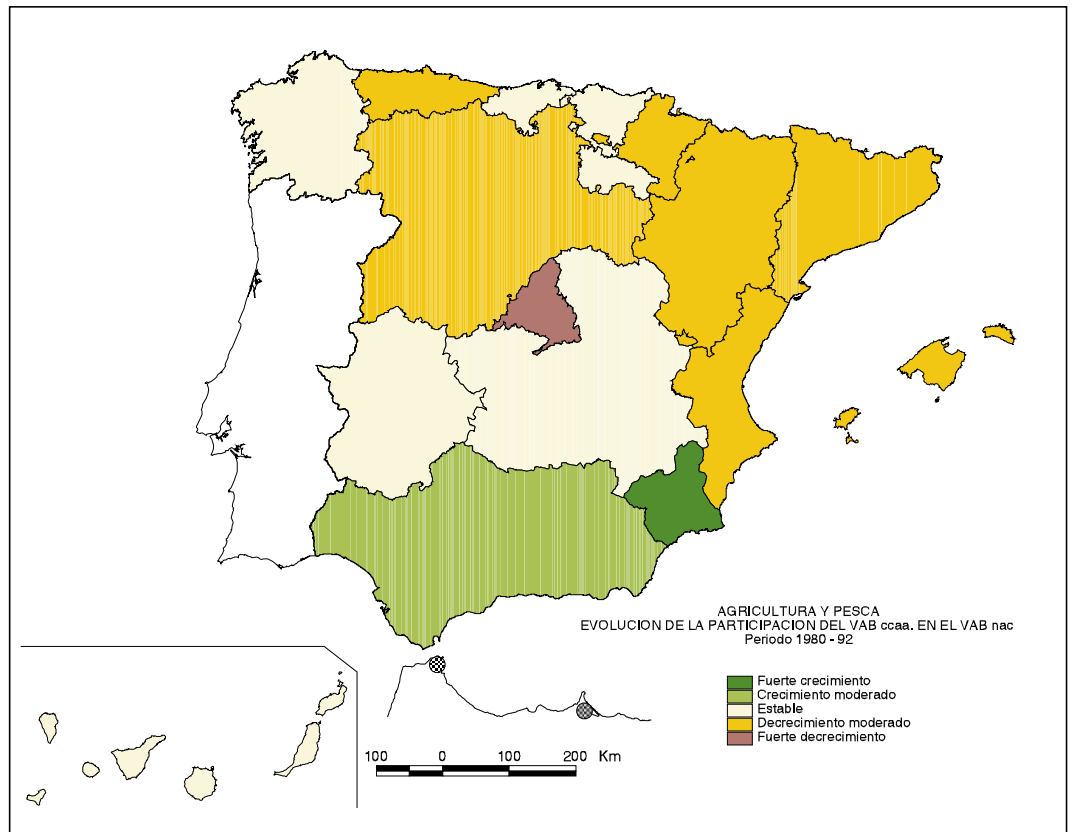 AGRICULTURA Y PESCA
EVOLUCION DE LA PARTICIPACION DEL VAB ccaa. EN EL VAB nac
Periodo 1980 - 92
Fuerte crecimiento
Crecimiento moderado
Estable
Decrecimiento moderado
Fuerte decrecimiento
100 0 100 200 Km